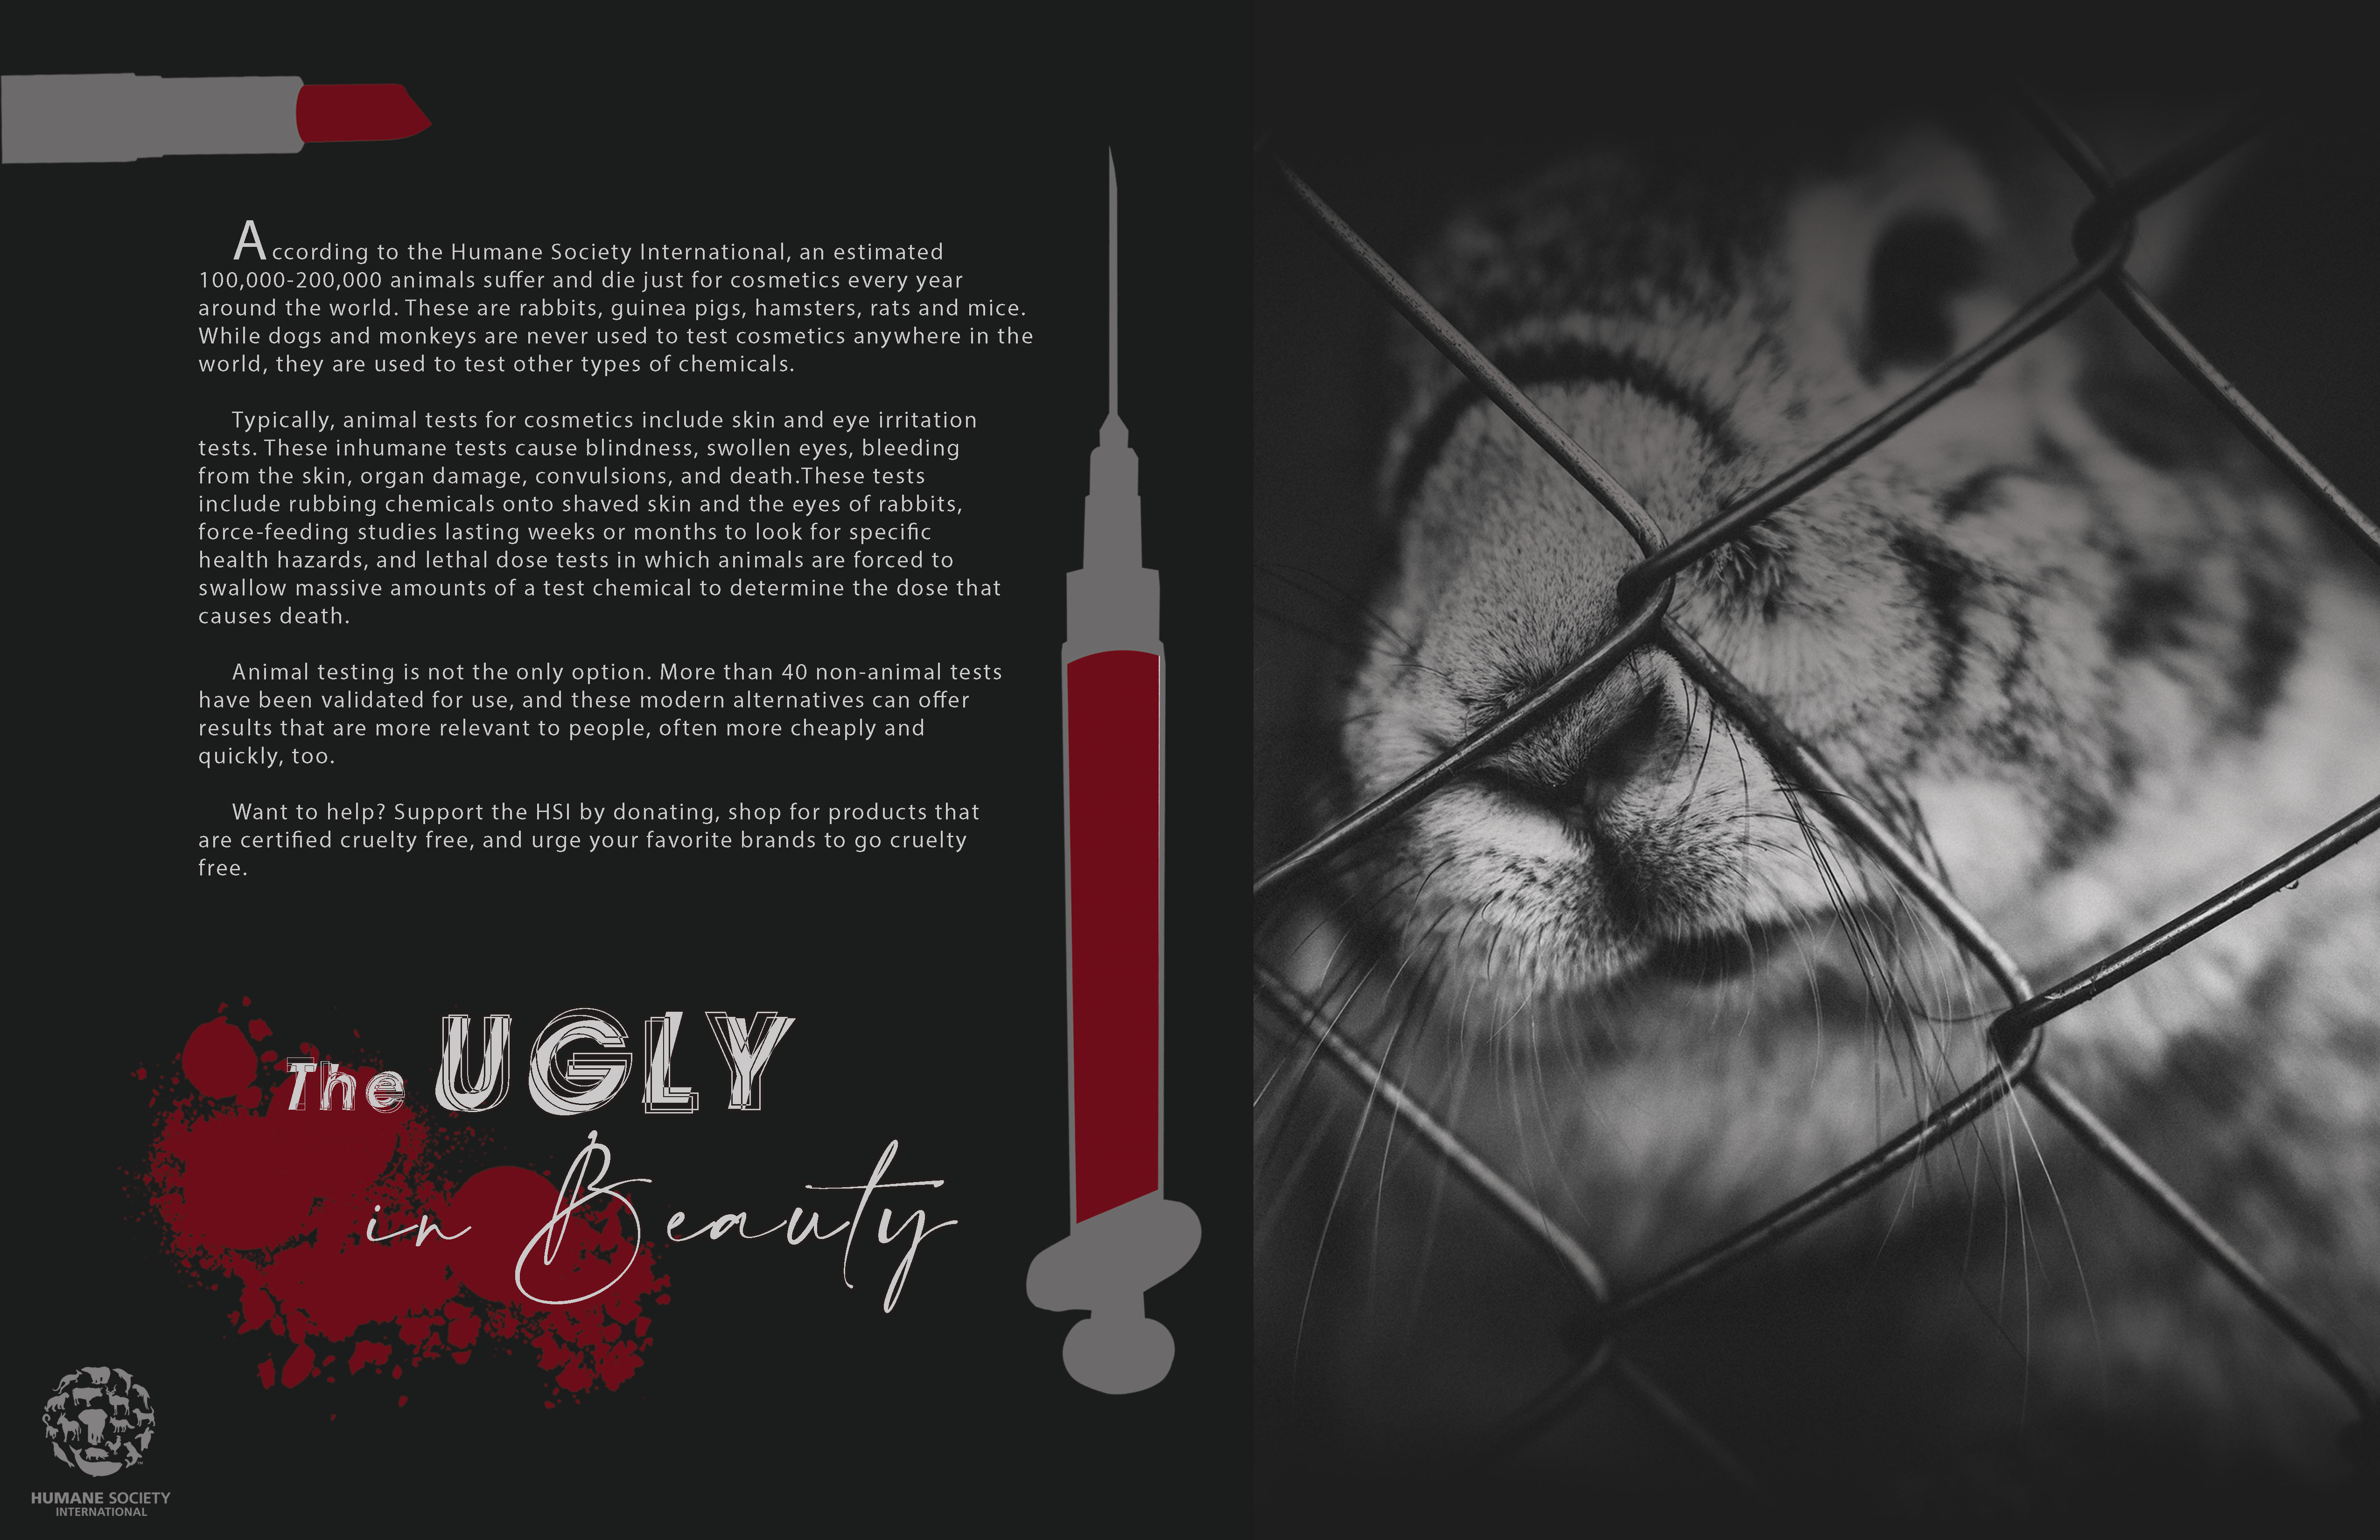 According to the Humane Society International, an estimated
100,000-200,000 animals suffer and die just for cosmetics every year
around the world. These are rabbits, guinea pigs, hamsters, rats and mice.
While dogs and monkeys are never used to test cosmetics anywhere in the
world, they are used to test other types of chemicals.
Typically, animal tests for cosmetics include skin and eye irritation
tests. These inhumane tests cause blindness, swollen eyes, bleeding
from the skin, organ damage, convulsions, and death.These tests
include rubbing chemicals onto shaved skin and the eyes of rabbits,
force-feeding studies lasting weeks or months to look for specific
health hazards, and lethal dose tests in which animals are forced to
swallow massive amounts of a test chemical to determine the dose that
causes death.
Animal testing is not the only option. More than 40 non-animal tests
have been validated for use, and these modern alternatives can offer
results that are more relevant to people, often more cheaply and
quickly, too.
Want to help? Support the HSI by donating, shop for products that
are certified cruelty free, and urge your favorite brands to go cruelty
free.
The UGLY
in Beauty
HUMANE SOCIETY
INTERNATIONAL